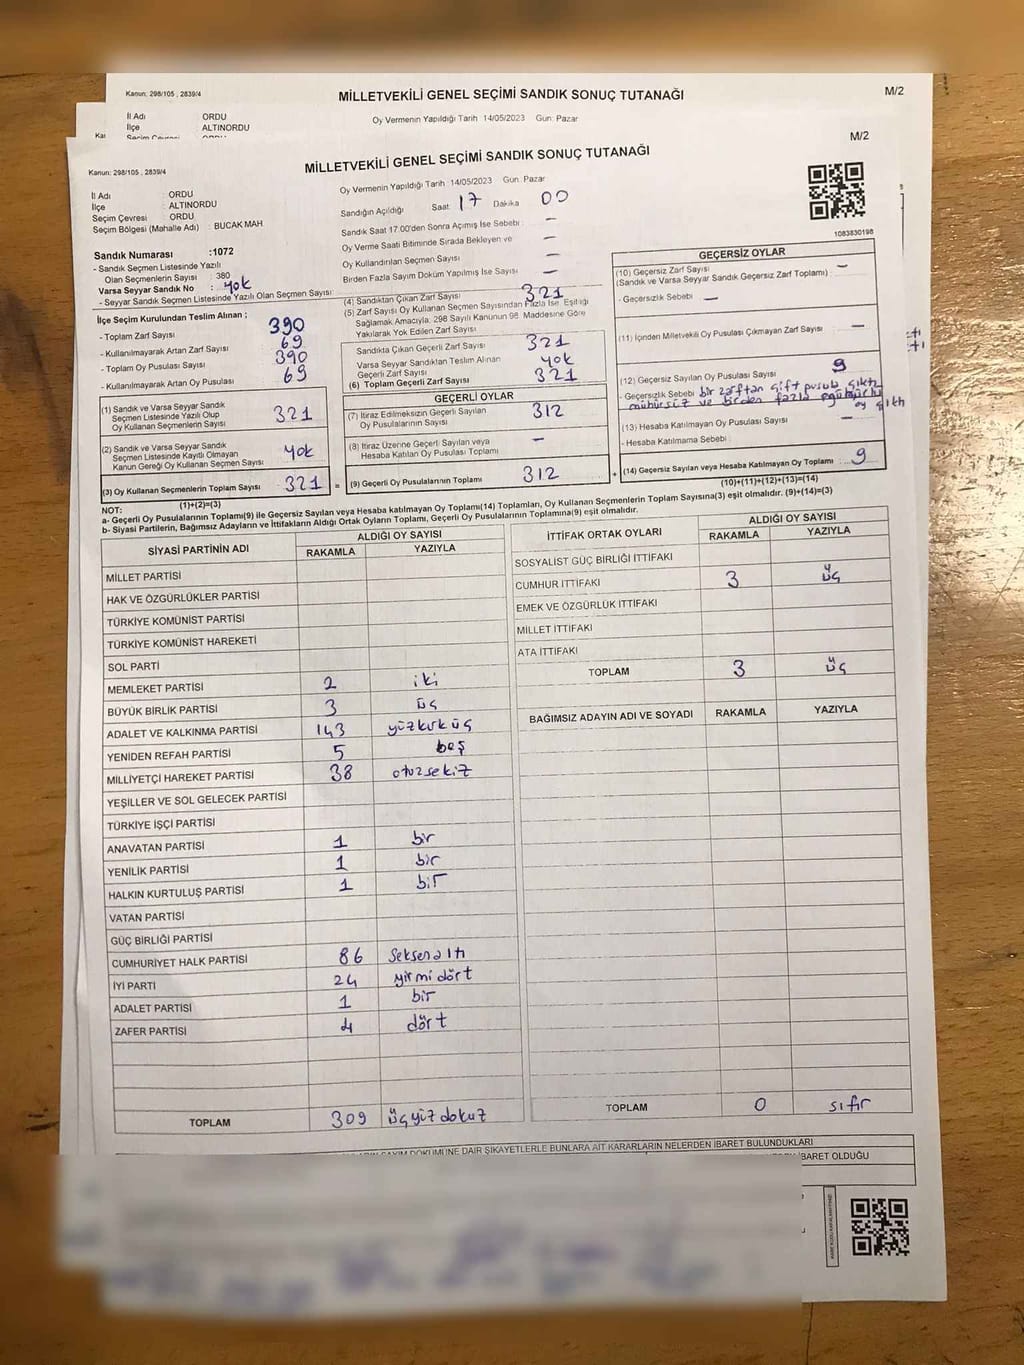 Kanun: 298/105 , 2839/4
MİLLETVEKİLİ GENEL SEÇİMİ SANDIK SONUÇ TUTANAĞI
M/2
İl Adı ORDU
Oy Vermenin Yapıldığı Tarih 14/05/2023 Gün: Pazar
İlçe ALTINORDU
Kanun: 298/105 , 2839/4
MİLLETVEKİLİ GENEL SEÇİMİ SANDIK SONUÇ TUTANAĞI
M/2
İl Adı : ORDU
İlçe : ALTINORDU
Seçim Çevresi : ORDU
Seçim Bölgesi (Mahalle Adı) : BUCAK MAH
Oy Vermenin Yapıldığı Tarih 14/05/2023 Gün: Pazar
Sandığın Açıldığı Saat 17 Dakika 00
Sandık Saat 17.00'den Sonra Açımış İse Sebebi : -
Oy Verme Saati Bitiminde Sırada Bekleyen ve
Oy Kullandırılan Seçmen Sayısı : -
Birden Fazla Sayım Döküm Yapılmış İse Sayısı : -
1083830198
Sandık Numarası :1072
- Sandık Seçmen Listesinde Yazılı
Olan Seçmenlerin Sayısı : 380
Varsa Seyyar Sandık No : yok
- Seyyar Sandık Seçmen Listesinde Yazılı Olan Seçmen Sayısı:
İlçe Seçim Kurulundan Teslim Alınan ;
- Toplam Zarf Sayısı 390
- Kullanılmayarak Artan Zarf Sayısı 69
- Toplam Oy Pusulası Sayısı 390
- Kullanılmayarak Artan Oy Pusulası 69
(1) Sandık ve Varsa Seyyar Sandık
Seçmen Listesinde Yazılı Olup
Oy Kullanan Seçmenlerin Sayısı 321
(2) Sandık ve Varsa Seyyar Sandık
Seçmen Listesinde Kayıtlı Olmayan
Kanun Gereği Oy Kullanan Seçmen Sayısı yok
(3) Oy Kullanan Seçmenlerin Toplam Sayısı 321 =
(1)+(2)=(3)
(4) Sandıktan Çıkan Zarf Sayısı 321
(5) Zarf Sayısı Oy Kullanan Seçmen Sayısından Fazla İse, Eşitliği
Sağlamak Amacıyla, 298 Sayılı Kanunun 98. Maddesine Göre
Yakılarak Yok Edilen Zarf Sayısı
Sandıkta Çıkan Geçerli Zarf Sayısı 321
Varsa Seyyar Sandıktan Teslim Alınan
Geçerli Zarf Sayısı yok
(6) Toplam Geçerli Zarf Sayısı 321
GEÇERLİ OYLAR
(7) İtiraz Edilmeksizin Geçerli Sayılan
Oy Pusulalarının Sayısı 312
(8) İtiraz Üzerine Geçerli Sayılan veya
Hesaba Katılan Oy Pusulası Toplamı -
(9) Geçerli Oy Pusulalarının Toplamı 312 +
GEÇERSİZ OYLAR
(10) Geçersiz Zarf Sayısı
(Sandık ve Varsa Seyyar Sandık Geçersiz Zarf Toplamı) : -
- Geçersizlik Sebebi : -
(11) İçinden Milletvekili Oy Pusulası Çıkmayan Zarf Sayısı : -
(12) Geçersiz Sayılan Oy Pusulası Sayısı : 9
- Geçersizlik Sebebi bir zarftan çift pusula çıktı
mühürsüz ve birden fazla
oy çıktı
(13) Hesaba Katılmayan Oy Pusulası Sayısı : -
- Hesaba Katılmama Sebebi :
(14) Geçersiz Sayılan veya Hesaba Katılmayan Oy Toplamı : 9
(10)+(11)+(12)+(13)=(14)
NOT:
a- Geçerli Oy Pusulalarının Toplamı(9) ile Geçersiz Sayılan veya Hesaba katılmayan Oy Toplamı(14) Toplamları, Oy Kullanan Seçmenlerin Toplam Sayısına(3) eşit olmalıdır. (9)+(14)=(3)
b- Siyasi Partilerin, Bağımsız Adayların ve İttifakların Aldığı Ortak Oyların Toplamı, Geçerli Oy Pusulalarının Toplamına(9) eşit olmalıdır.
SİYASİ PARTİNİN ADI
ALDIĞI OY SAYISI
RAKAMLA YAZIYLA
MİLLET PARTİSİ
HAK VE ÖZGÜRLÜKLER PARTİSİ
TÜRKİYE KOMÜNİST PARTİSİ
TÜRKİYE KOMÜNİST HAREKETİ
SOL PARTİ
MEMLEKET PARTİSİ 2 iki
BÜYÜK BİRLİK PARTİSİ 3 üç
ADALET VE KALKINMA PARTİSİ 143 yüzkırküç
YENİDEN REFAH PARTİSİ 5 beş
MİLLİYETÇİ HAREKET PARTİSİ 38 otuzsekiz
YEŞİLLER VE SOL GELECEK PARTİSİ
TÜRKİYE İŞÇİ PARTİSİ
ANAVATAN PARTİSİ 1 bir
YENİLİK PARTİSİ 1 bir
HALKIN KURTULUŞ PARTİSİ 1 bir
VATAN PARTİSİ
GÜÇ BİRLİĞİ PARTİSİ
CUMHURİYET HALK PARTİSİ 86 seksenaltı
İYİ PARTİ 24 yirmidört
ADALET PARTİSİ 1 bir
ZAFER PARTİSİ 4 dört
TOPLAM 309 üçyüzdokuz
İTTİFAK ORTAK OYLARI
ALDIĞI OY SAYISI
RAKAMLA YAZIYLA
SOSYALİST GÜÇ BİRLİĞİ İTTİFAKI
CUMHUR İTTİFAKI 3 üç
EMEK VE ÖZGÜRLÜK İTTİFAKI
MİLLET İTTİFAKI
ATA İTTİFAKI
TOPLAM 3 üç
BAĞIMSIZ ADAYIN ADI VE SOYADI RAKAMLA YAZIYLA
TOPLAM 0 sıfır
DÖKÜMÜNE DAİR ŞİKAYETLERLE BUNLARA AİT KARARLARIN NELERDEN İBARET BULUNDUKLARI
İBARET OLDUĞU